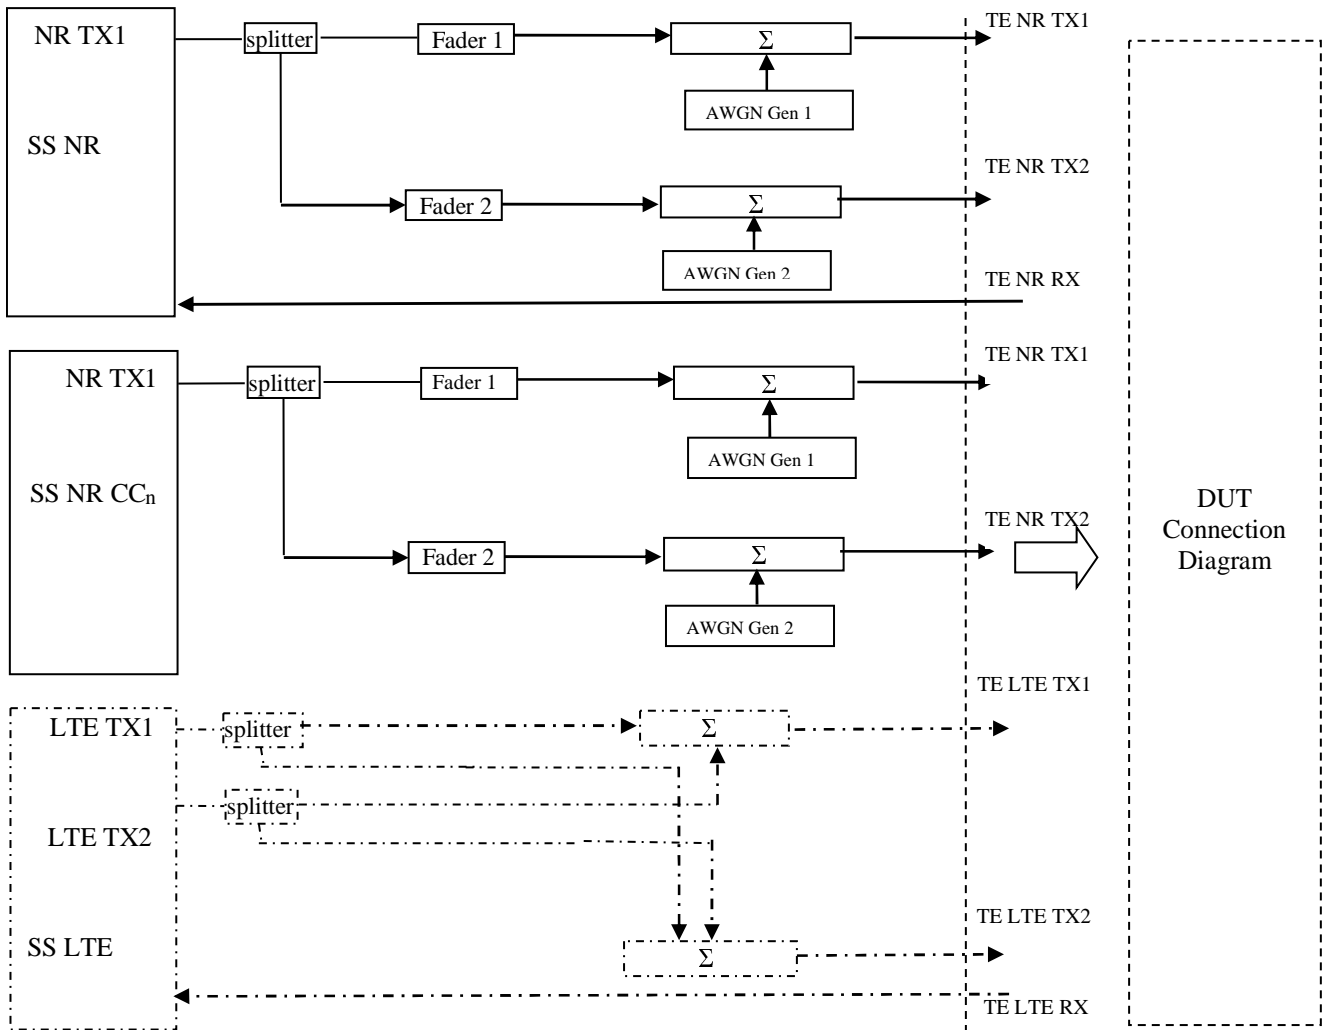 TE NR TX1
NR TX1
splitter
Fader 1
Σ
AWGN Gen 1
SS NR
TE NR TX2
Fader 2
Σ
AWGN Gen 2
TE NR RX
TE NR TX1
NR TX1
splitter
Fader 1
Σ
AWGN Gen 1
SS NR CCn
TE NR TX2
Fader 2
Σ
AWGN Gen 2
DUT
Connection
Diagram
TE LTE TX1
LTE TX1
splitter
Σ
splitter
LTE TX2
TE LTE TX2
SS LTE
Σ
TE LTE RX